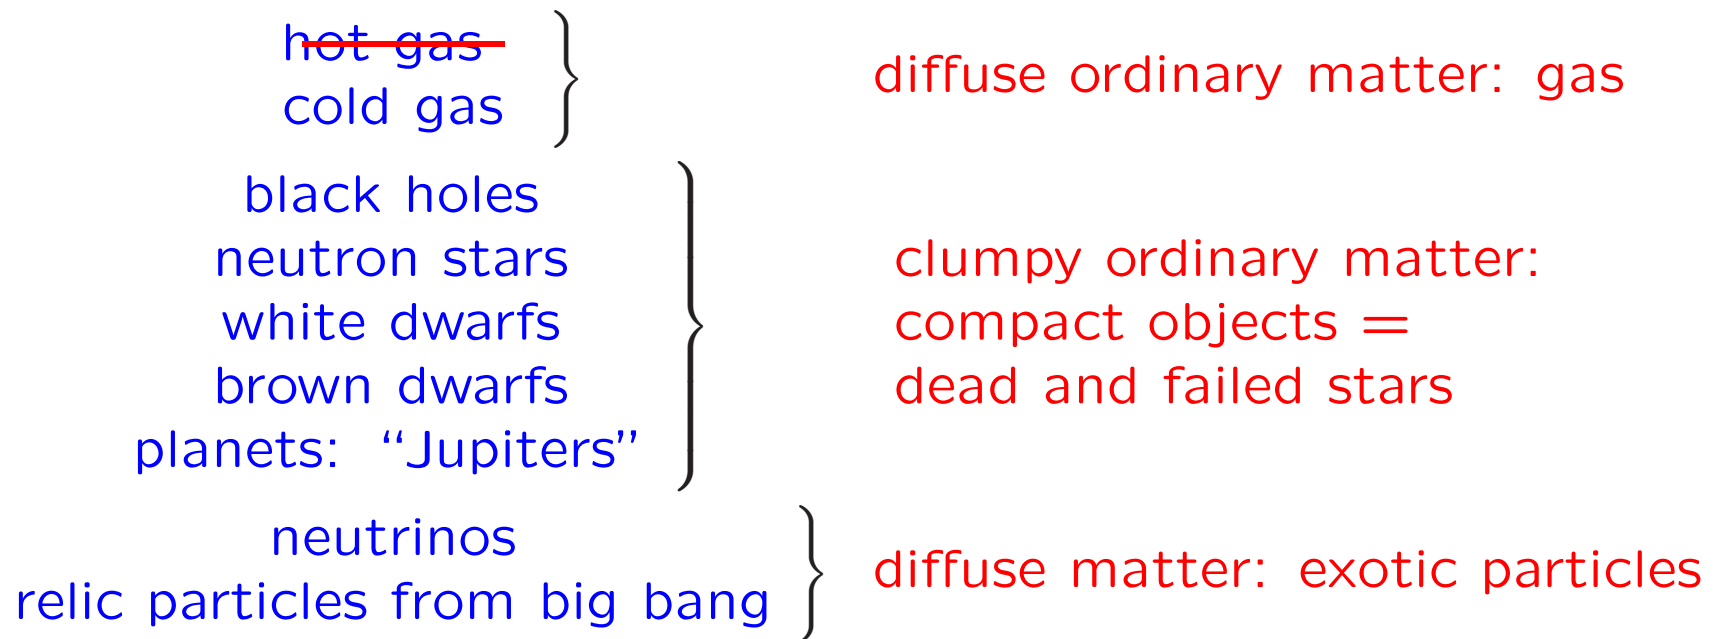 hot gas
cold gas
diffuse ordinary matter: gas
black holes
neutron stars
white dwarfs
brown dwarfs
planets: “Jupiters”
clumpy ordinary matter:
compact objects =
dead and failed stars
neutrinos
relic particles from big bang
diffuse matter: exotic particles